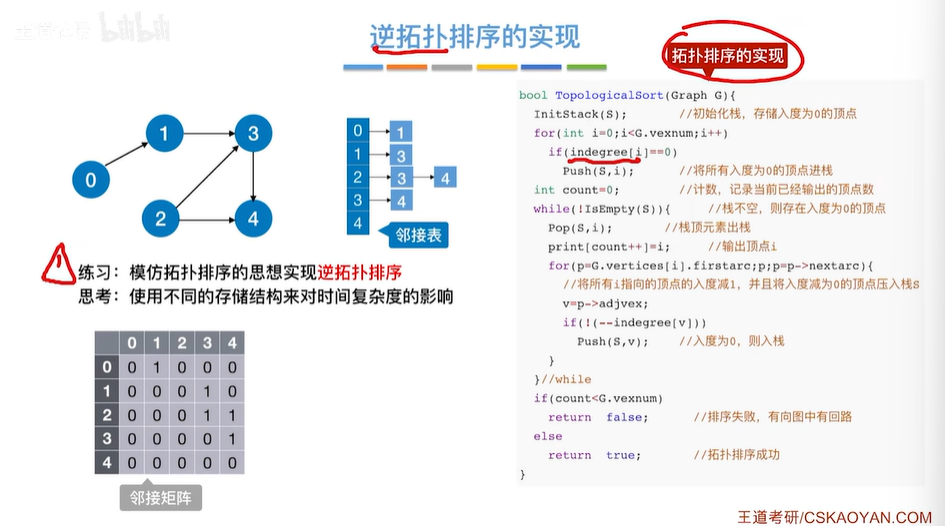 逆拓扑排序的实现
拓扑排序的实现
bool TopologicalSort(Graph G){
InitStack(S); //初始化栈，存储入度为0的顶点
for(int i=0;i<G.vexnum;i++)
if(indegree[i]==0)
Push(S,i); //将所有入度为0的顶点进栈
int count=0; //计数，记录当前已经输出的顶点数
while(!IsEmpty(S)){ //栈不空，则存在入度为0的顶点
Pop(S,i); //栈顶元素出栈
print[count++]=i; //输出顶点i
for(p=G.vertices[i].firstarc;p;p=p->nextarc){
//将所有i指向的顶点的入度减1，并且将入度减为0的顶点压入栈S
v=p->adjvex;
if(!(--indegree[v]))
Push(S,v); //入度为0，则入栈
}
}//while
if(count<G.vexnum)
return false; //排序失败，有向图中有回路
else
return true; //拓扑排序成功
}
0
1
2
3
4
0 1
1 3
2 3 4
3 4
4
邻接表
练习：模仿拓扑排序的思想实现逆拓扑排序
思考：使用不同的存储结构来对时间复杂度的影响
0 1 2 3 4
0 0 1 0 0 0
1 0 0 0 1 0
2 0 0 0 1 1
3 0 0 0 0 1
4 0 0 0 0 0
邻接矩阵
王道考研/CSKAOYAN.COM